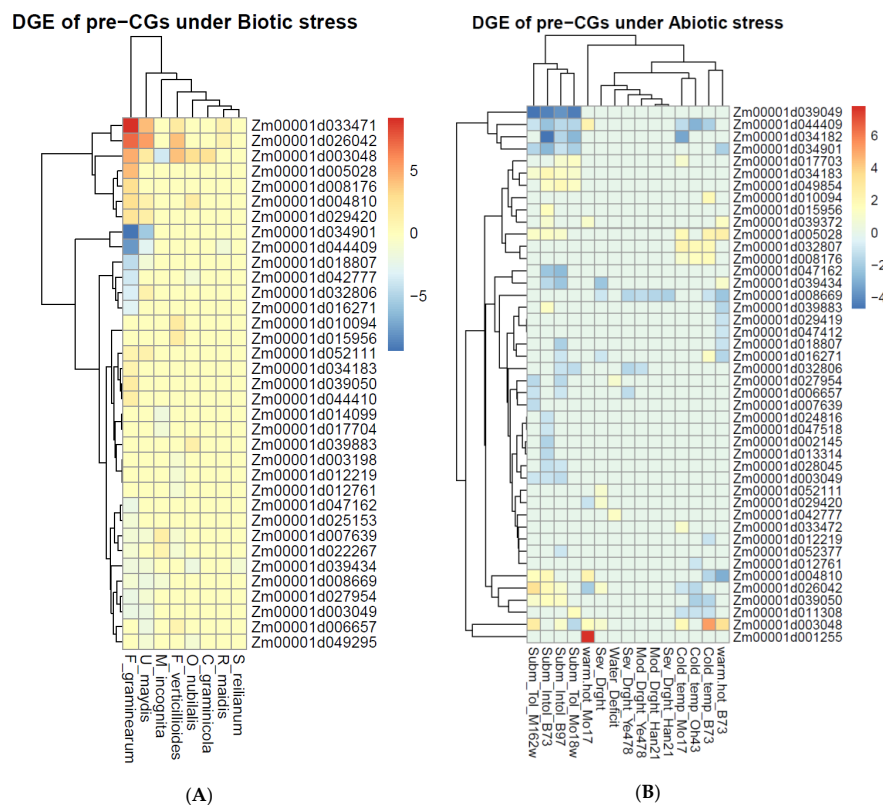 DGE of pre−CGs under Biotic stress
Zm00001d033471
Zm00001d026042
Zm00001d003048
Zm00001d005028
Zm00001d008176
Zm00001d004810
Zm00001d029420
Zm00001d034901
Zm00001d044409
Zm00001d018807
Zm00001d042777
Zm00001d032806
Zm00001d016271
Zm00001d010094
Zm00001d015956
Zm00001d052111
Zm00001d034183
Zm00001d039050
Zm00001d044410
Zm00001d014099
Zm00001d017704
Zm00001d039883
Zm00001d003198
Zm00001d012219
Zm00001d012761
Zm00001d047162
Zm00001d025153
Zm00001d007639
Zm00001d022267
Zm00001d039434
Zm00001d008669
Zm00001d027954
Zm00001d003049
Zm00001d006657
Zm00001d049295
5
0
−5
F_graminearum
U_maydis
M_incognita
F_verticillioides
O_nubilalis
C_graminicola
R_maidis
S_reilianum
(A)
DGE of pre−CGs under Abiotic stress
Zm00001d039049
Zm00001d044409
Zm00001d034182
Zm00001d034901
Zm00001d017703
Zm00001d034183
Zm00001d049854
Zm00001d010094
Zm00001d015956
Zm00001d039372
Zm00001d005028
Zm00001d032807
Zm00001d008176
Zm00001d047162
Zm00001d039434
Zm00001d008669
Zm00001d039883
Zm00001d029419
Zm00001d047412
Zm00001d018807
Zm00001d016271
Zm00001d032806
Zm00001d027954
Zm00001d006657
Zm00001d007639
Zm00001d024816
Zm00001d047518
Zm00001d002145
Zm00001d013314
Zm00001d028045
Zm00001d003049
Zm00001d052111
Zm00001d029420
Zm00001d042777
Zm00001d033472
Zm00001d012219
Zm00001d052377
Zm00001d012761
Zm00001d004810
Zm00001d026042
Zm00001d039050
Zm00001d011308
Zm00001d003048
Zm00001d001255
6
4
2
0
−2
−4
Subm_Tol_M162w
Subm_Intol_B73
Subm_Intol_B97
Subm_Tol_Mo18w
warm.hot_Mo17
Sev_Drght
Water_Deficit
Sev_Drght_Ye478
Mod_Drght_Ye478
Mod_Drght_Han21
Sev_Drght_Han21
Cold_temp_Mo17
Cold_temp_Oh43
Cold_temp_B73
warm.hot_B73
(B)